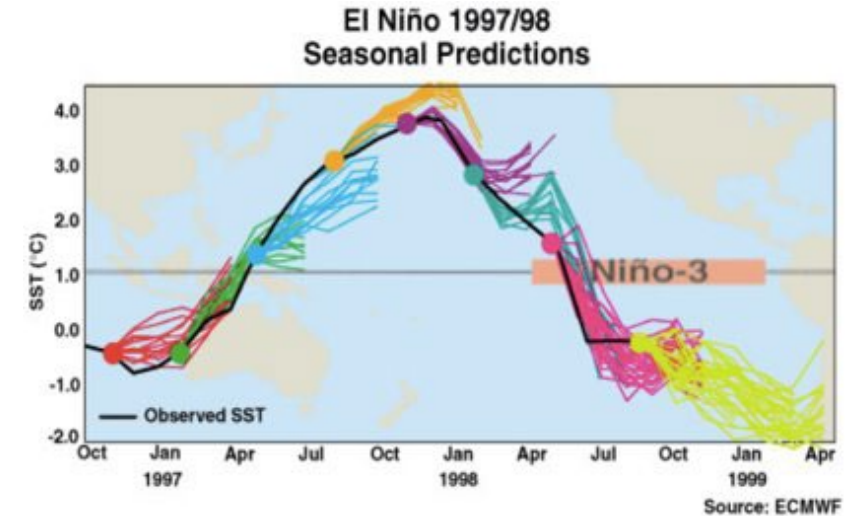 El Niño 1997/98
Seasonal Predictions
SST (°C)
4.0
3.0
2.0
1.0
0.0
-1.0
-2.0
Niño-3
Observed SST
Oct Jan Apr Jul Oct Jan Apr Jul Oct Jan Apr
1997 1998 1999
Source: ECMWF